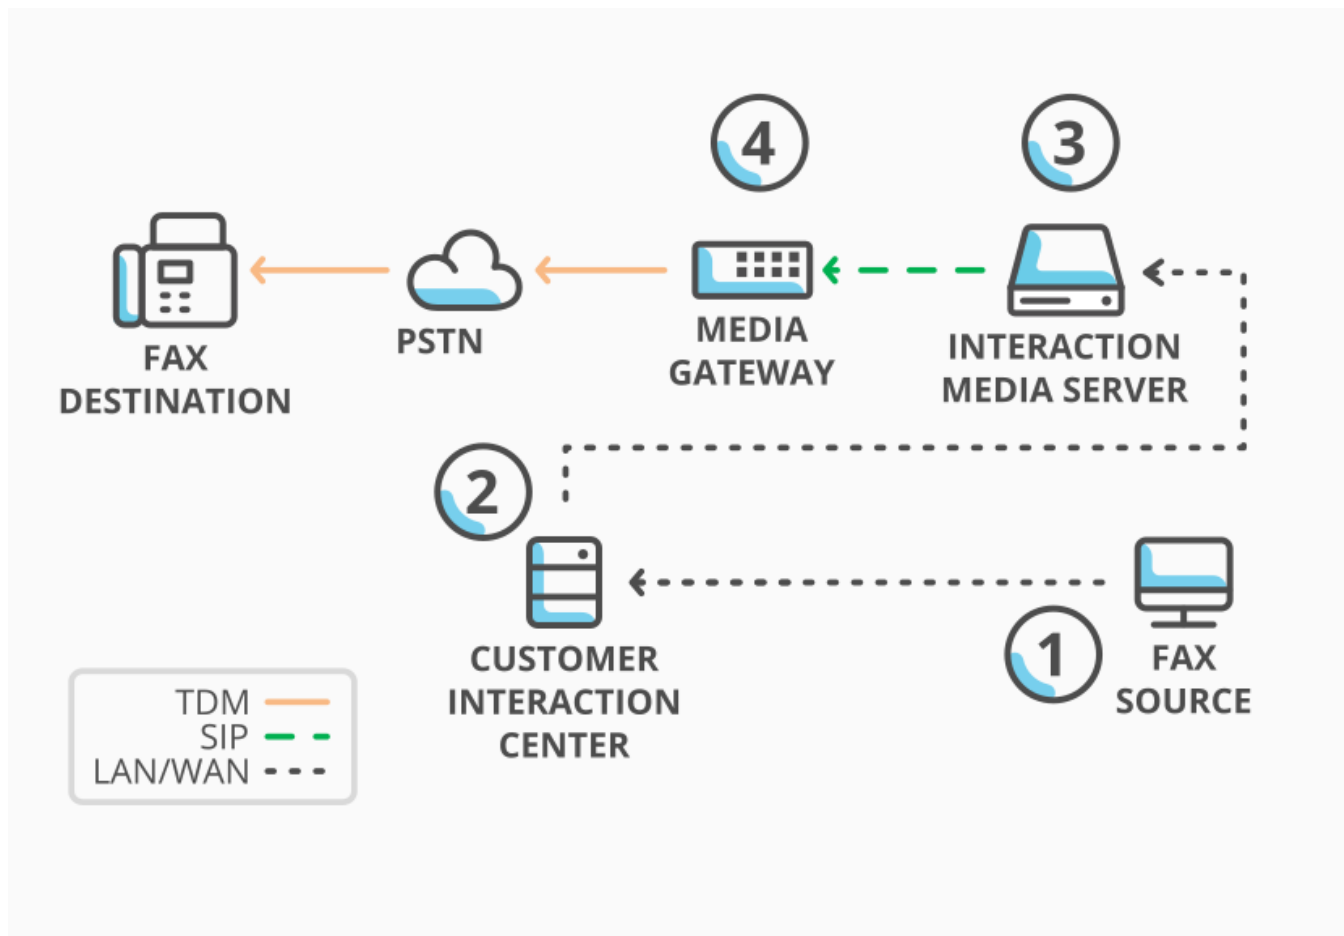 4
3
FAX
DESTINATION
PSTN
MEDIA
GATEWAY
INTERACTION
MEDIA SERVER
2
CUSTOMER
INTERACTION
CENTER
1
FAX
SOURCE
TDM
SIP
LAN/WAN